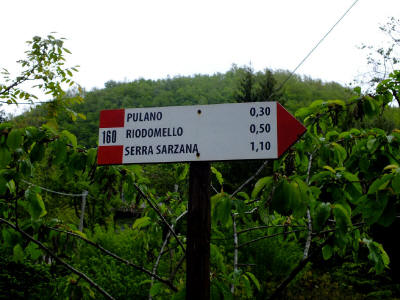 160
PULANO 0,30
RIODOMELLO 0,50
SERRA SARZANA 1,10